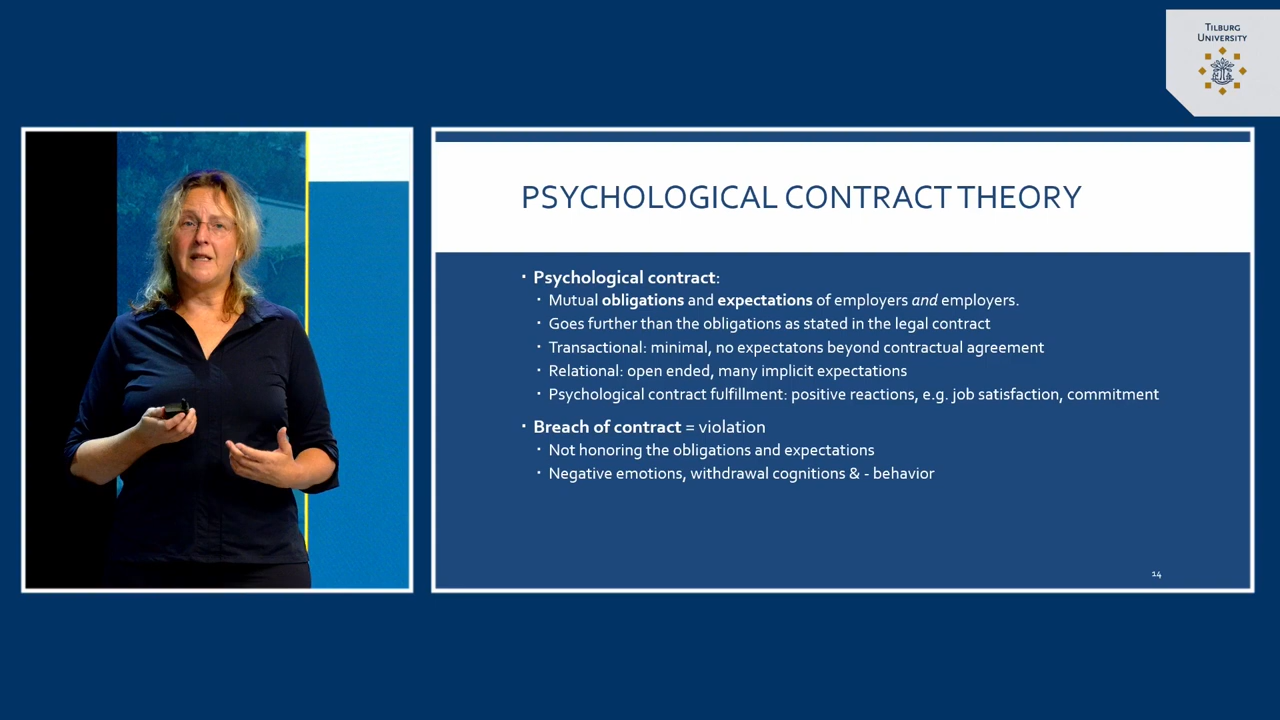 TILBURG
UNIVERSITY
PSYCHOLOGICAL CONTRACT THEORY
Psychological contract:
Mutual obligations and expectations of employers and employers.
Goes further than the obligations as stated in the legal contract
Transactional: minimal, no expectatons beyond contractual agreement
Relational: open ended, many implicit expectations
Psychological contract fulfillment: positive reactions, e.g. job satisfaction, commitment
Breach of contract = violation
Not honoring the obligations and expectations
Negative emotions, withdrawal cognitions & - behavior
14